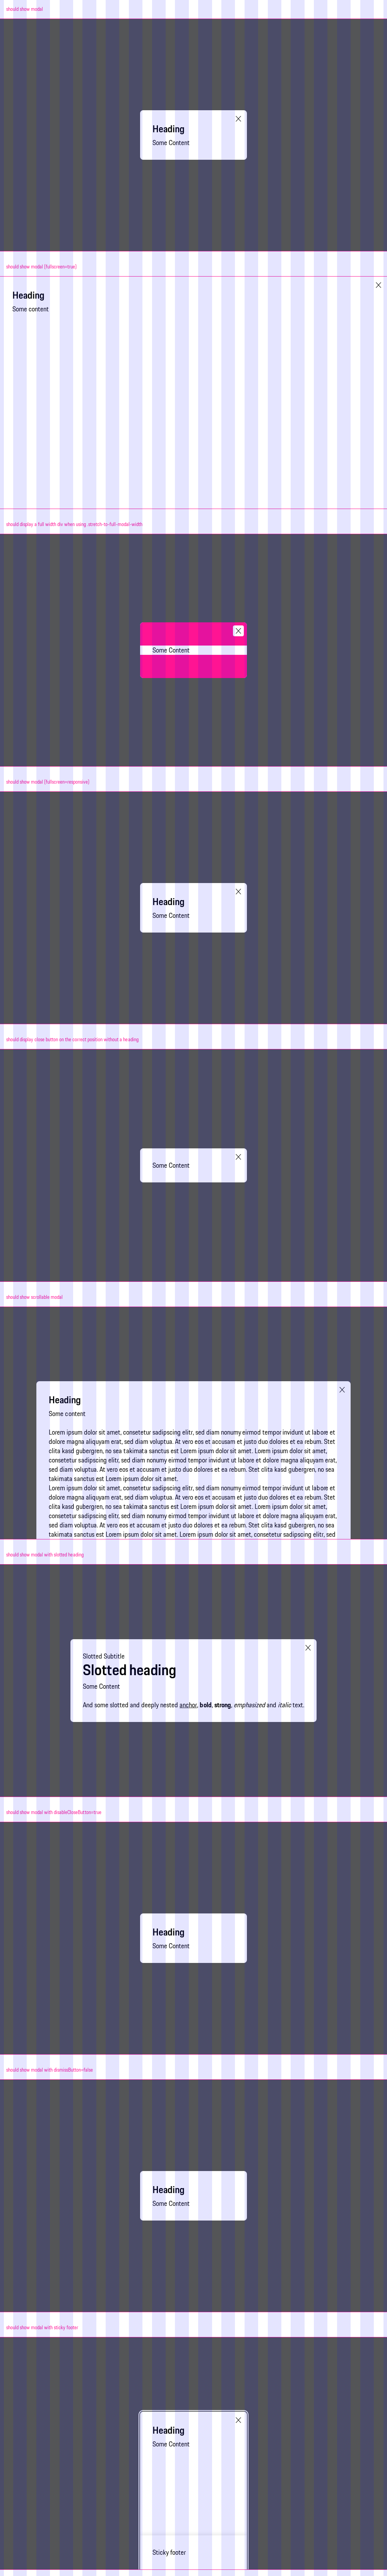 should show modal
Heading
Some Content
should show modal (fullscreen=true)
Heading
Some content
should display a full width div when using .stretch-to-full-modal-width
Some Content
should show modal (fullscreen=responsive)
Heading
Some Content
should display close button on the correct position without a heading
Some Content
should show scrollable modal
Heading
Some content
Lorem ipsum dolor sit amet, consetetur sadipscing elitr, sed diam nonumy eirmod tempor invidunt ut labore et
dolore magna aliquyam erat, sed diam voluptua. At vero eos et accusam et justo duo dolores et ea rebum. Stet
clita kasd gubergren, no sea takimata sanctus est Lorem ipsum dolor sit amet. Lorem ipsum dolor sit amet,
consetetur sadipscing elitr, sed diam nonumy eirmod tempor invidunt ut labore et dolore magna aliquyam erat,
sed diam voluptua. At vero eos et accusam et justo duo dolores et ea rebum. Stet clita kasd gubergren, no sea
takimata sanctus est Lorem ipsum dolor sit amet.
Lorem ipsum dolor sit amet, consetetur sadipscing elitr, sed diam nonumy eirmod tempor invidunt ut labore et
dolore magna aliquyam erat, sed diam voluptua. At vero eos et accusam et justo duo dolores et ea rebum. Stet
clita kasd gubergren, no sea takimata sanctus est Lorem ipsum dolor sit amet. Lorem ipsum dolor sit amet,
consetetur sadipscing elitr, sed diam nonumy eirmod tempor invidunt ut labore et dolore magna aliquyam erat,
sed diam voluptua. At vero eos et accusam et justo duo dolores et ea rebum. Stet clita kasd gubergren, no sea
takimata sanctus est Lorem ipsum dolor sit amet. Lorem ipsum dolor sit amet, consetetur sadipscing elitr, sed
should show modal with slotted heading
Slotted Subtitle
Slotted heading
Some Content
And some slotted and deeply nested anchor, bold, strong, emphasized and italic text.
should show modal with disableCloseButton=true
Heading
Some Content
should show modal with dismissButton=false
Heading
Some Content
should show modal with sticky footer
Heading
Some Content
Sticky footer